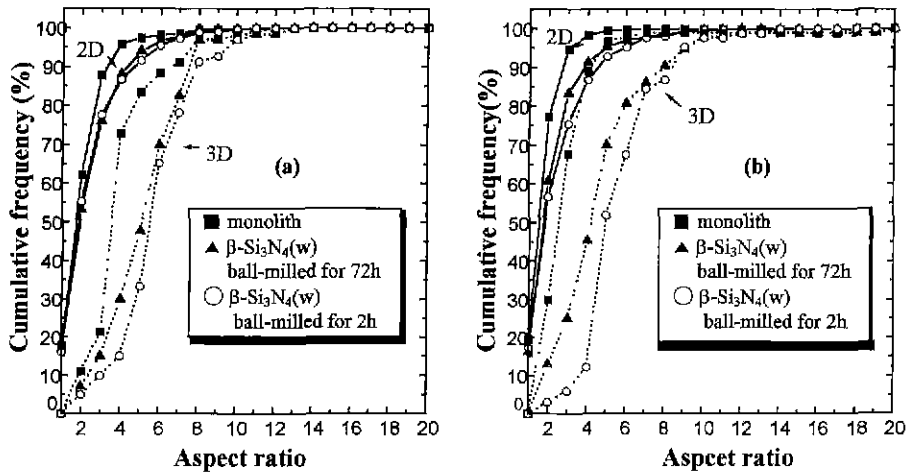 100
90
80
70
60
50
40
30
20
10
0
Cumulative frequency (%)
2D
3D
(a)
monolith
β-Si₃N₄(w)
ball-milled for 72h
β-Si₃N₄(w)
ball-milled for 2h
2 4 6 8 10 12 14 16 18 20
Aspect ratio
100
90
80
70
60
50
40
30
20
10
0
Cumulative frequency(%)
2D
3D
(b)
monolith
β-Si₃N₄(w)
ball-milled for 72h
β-Si₃N₄(w)
ball-milled for 2h
2 4 6 8 10 12 14 16 18 20
Aspcet ratio